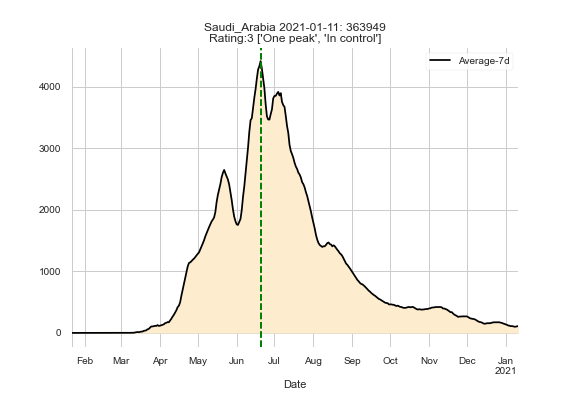 Saudi_Arabia 2021-01-11: 363949
Rating:3 ['One peak', 'In control']
Average-7d
4000
3000
2000
1000
0
Feb Mar Apr May Jun Jul Aug Sep Oct Nov Dec Jan
2021
Date